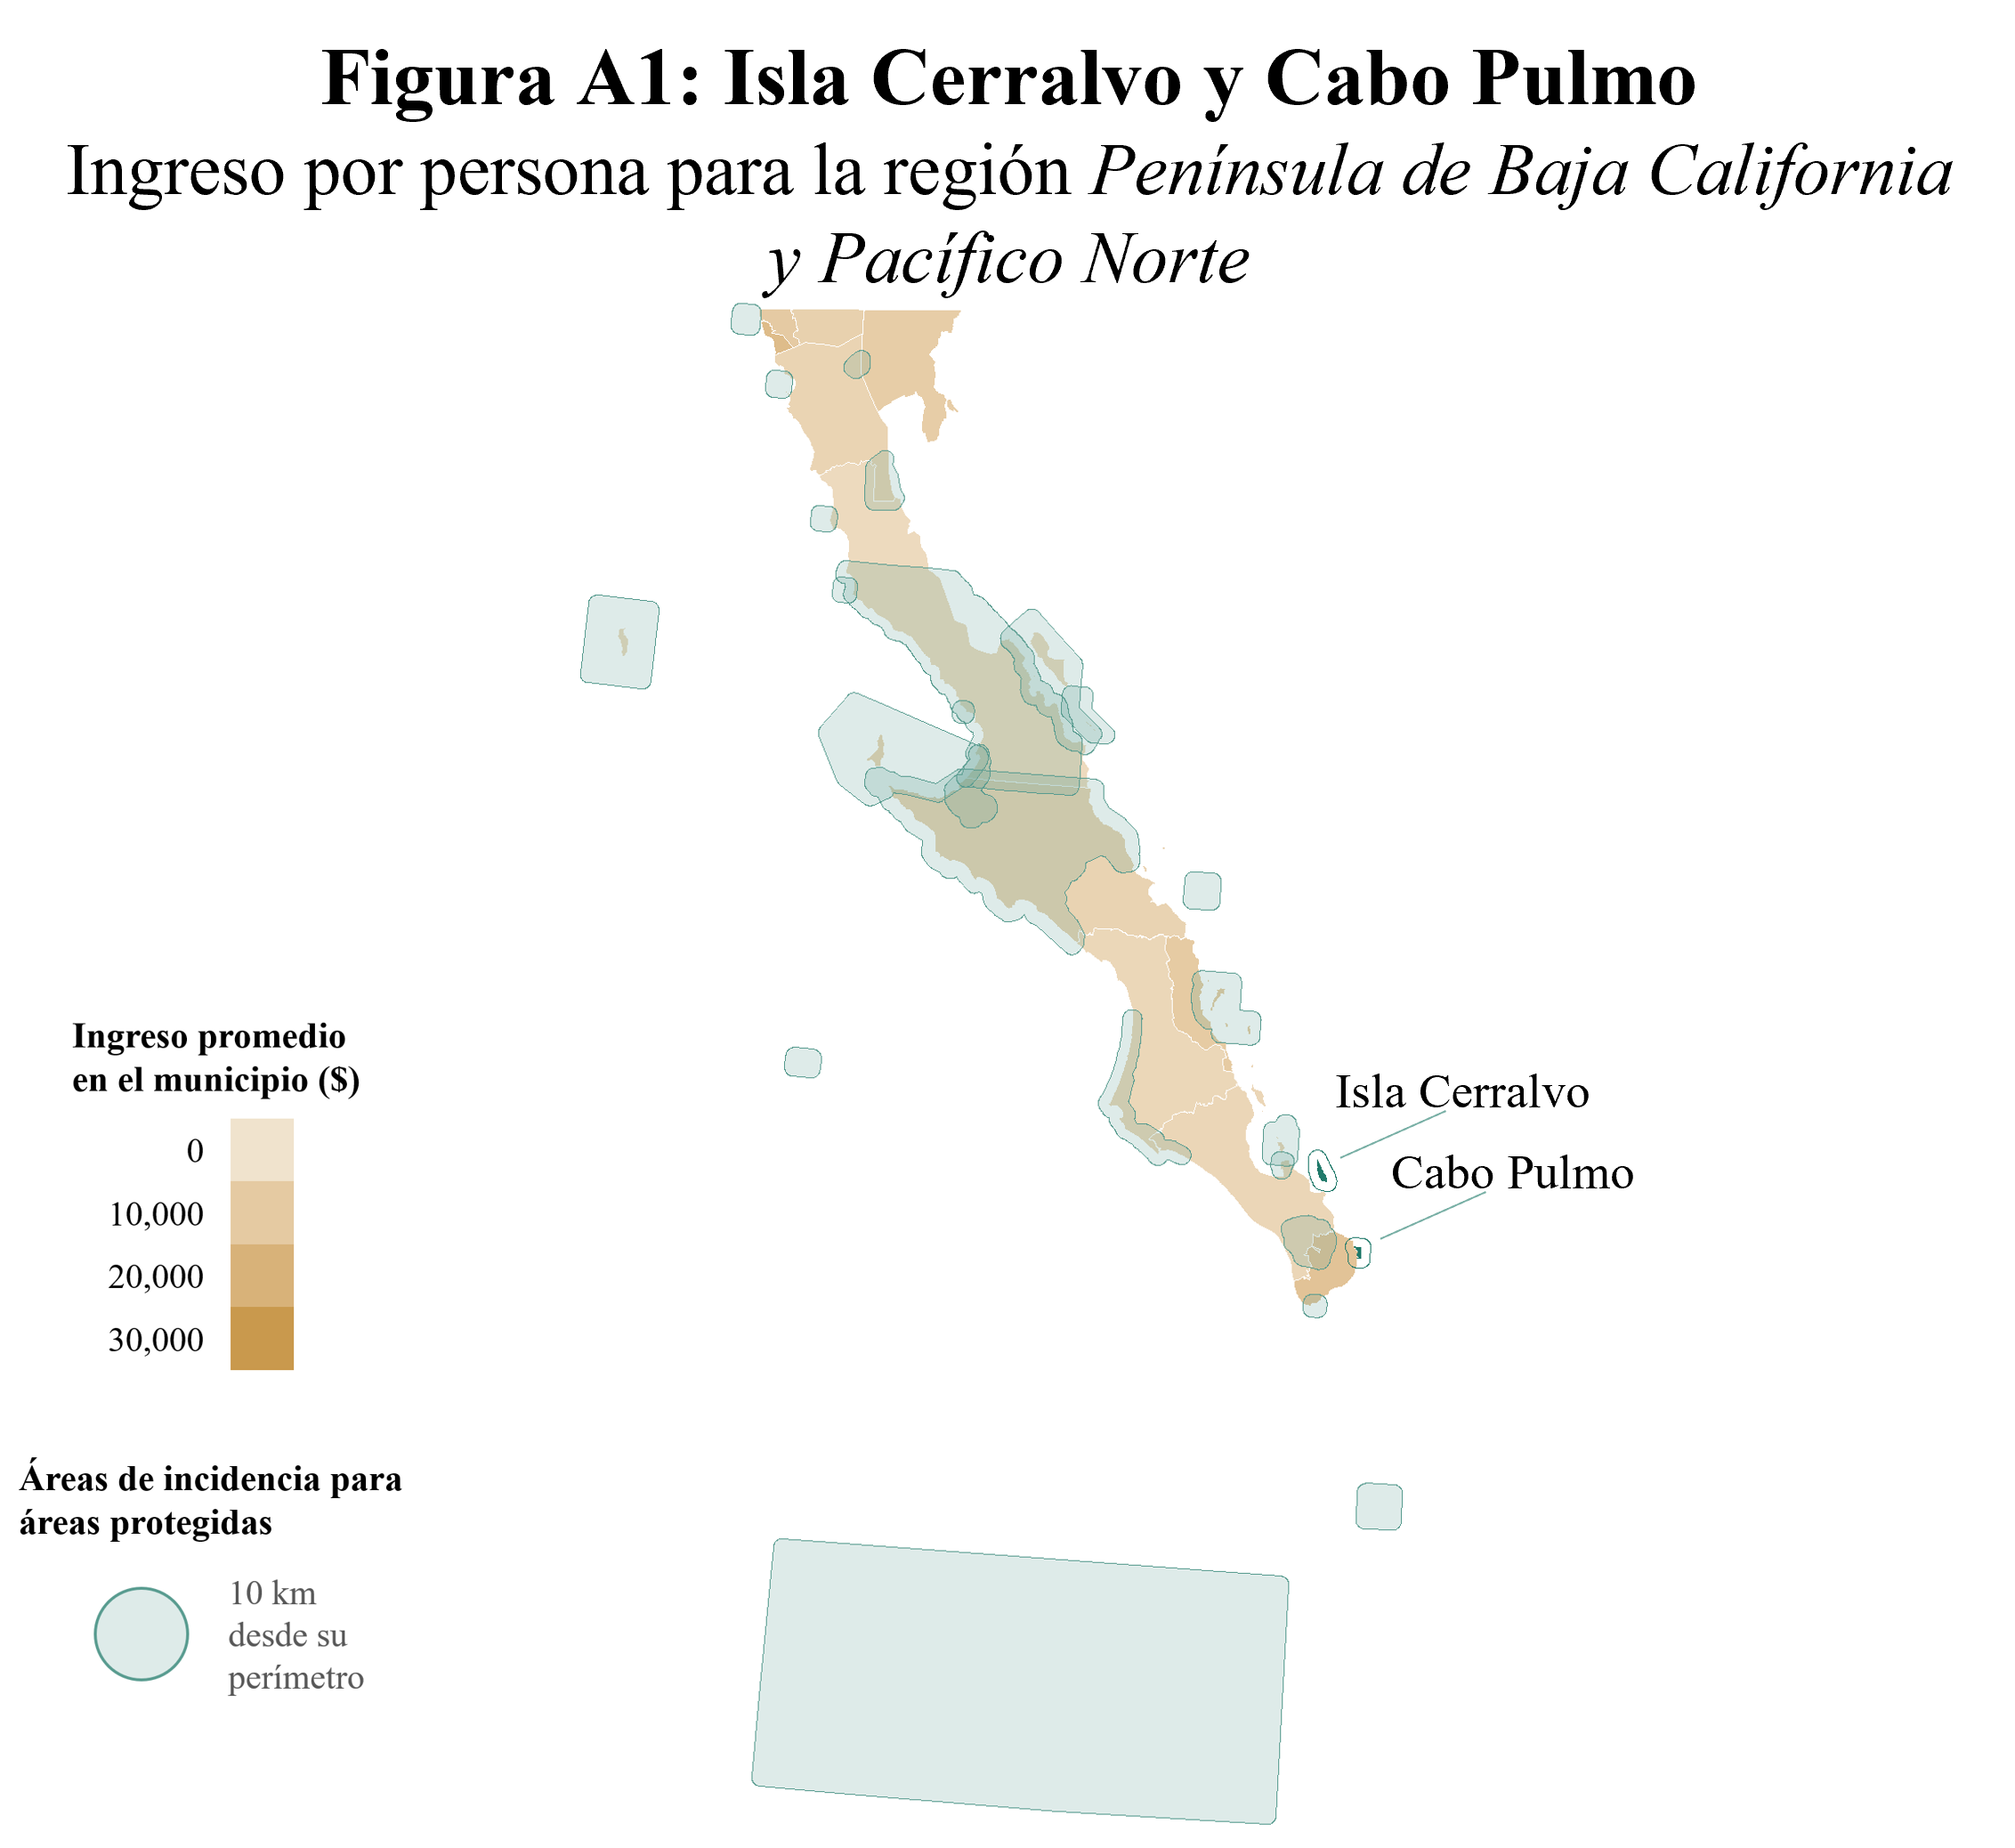 Figura A1: Isla Cerralvo y Cabo Pulmo
Ingreso por persona para la región Península de Baja California
y Pacífico Norte
Ingreso promedio
en el municipio ($)
0
10,000
20,000
30,000
Isla Cerralvo
Cabo Pulmo
Áreas de incidencia para
áreas protegidas
10 km
desde su
perímetro